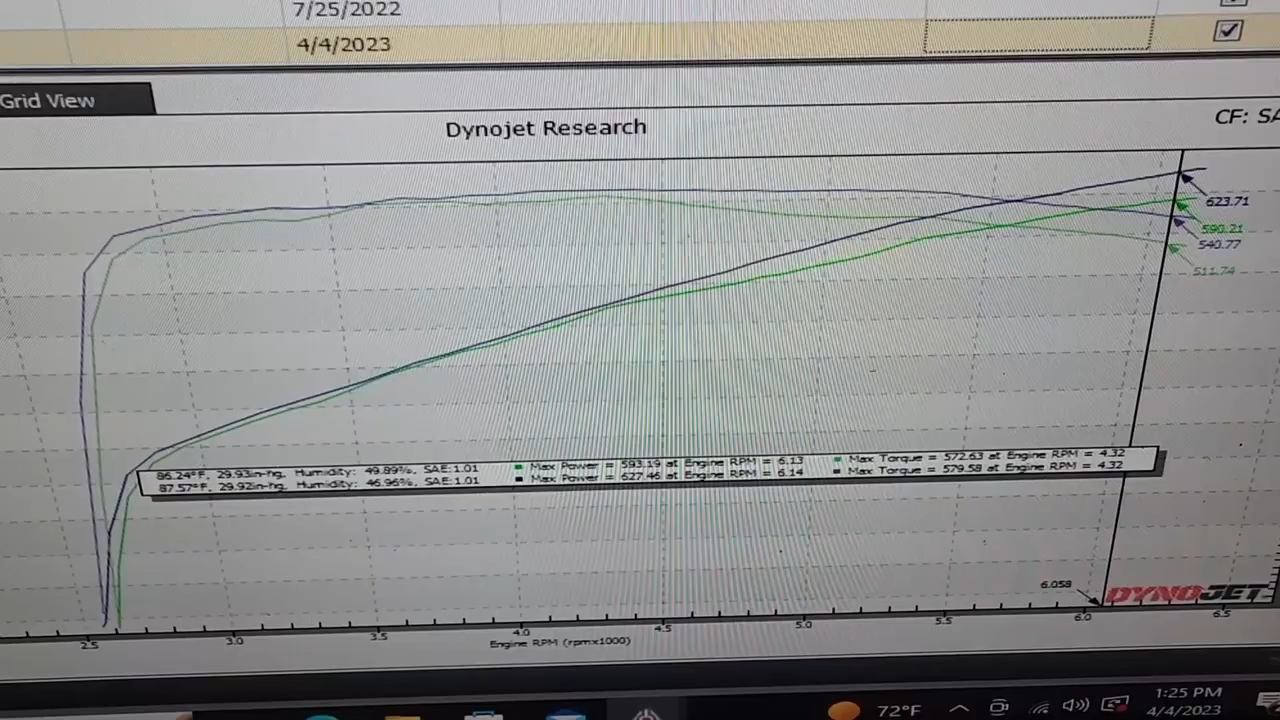 7/25/2022
4/4/2023
Grid View
Dynojet Research
CF: SA
623.71
590.21
540.77
511.74
86.24°F, 29.93in-hg, Humidity: 49.89%, SAE:1.01 Max Power = 593.19 at Engine RPM = 6.13 Max Torque = 572.63 at Engine RPM = 4.32
87.57°F, 29.92in-hg, Humidity: 46.96%, SAE:1.01 Max Power = 627.46 at Engine RPM = 6.14 Max Torque = 579.58 at Engine RPM = 4.32
6.058
DYNOJET
2.5 3.0 3.5 4.0 4.5 5.0 5.5 6.0 6.5
Engine RPM (rpmx1000)
72°F
1:25 PM
4/4/2023